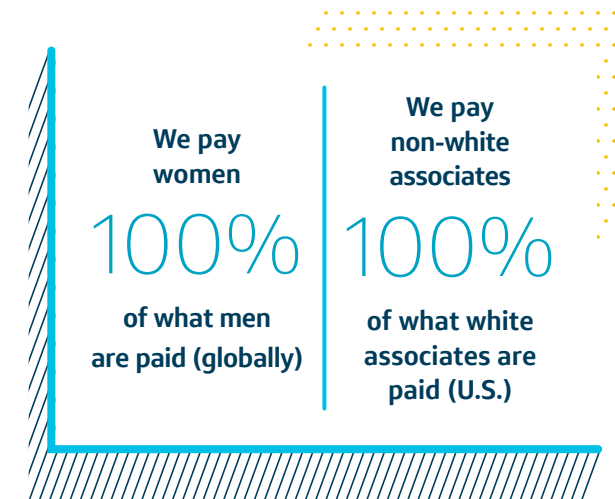 We pay
women
100%
of what men
are paid (globally)
We pay
non-white
associates
100%
of what white
associates are
paid (U.S.)